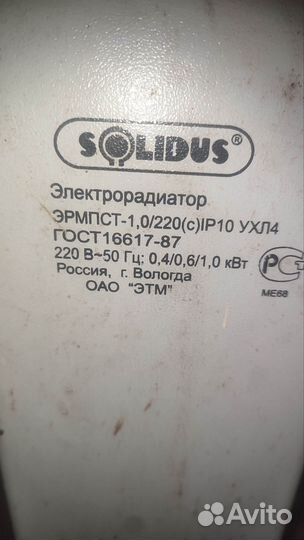 SOLIDUS®
Электрорадиатор
ЭРМПСТ-1,0/220(с)IP10 УХЛ4
ГОСТ16617-87
220 В~50 Гц; 0,4/0,6/1,0 кВт
Россия, г. Вологда
ОАО "ЭТМ"
РСТ
МЕ68
Avito